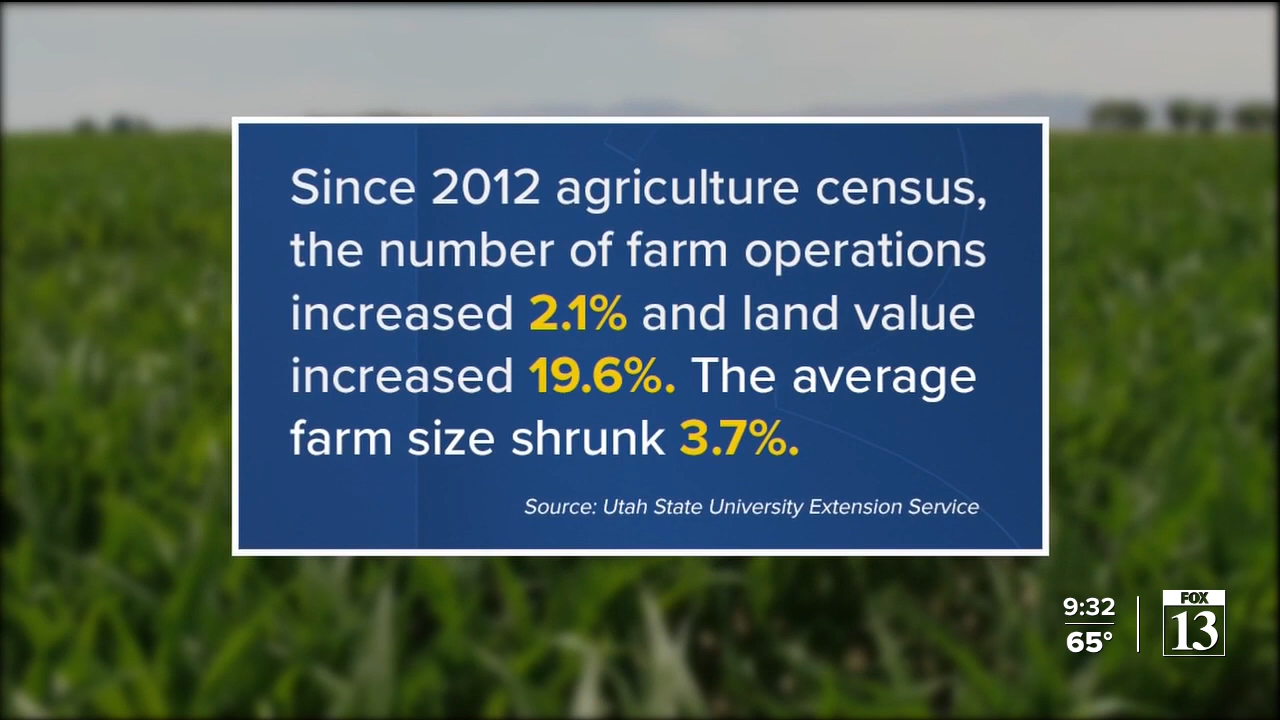 Since 2012 agriculture census,
the number of farm operations
increased 2.1% and land value
increased 19.6%. The average
farm size shrunk 3.7%.
Source: Utah State University Extension Service
9:32
65°
FOX
13